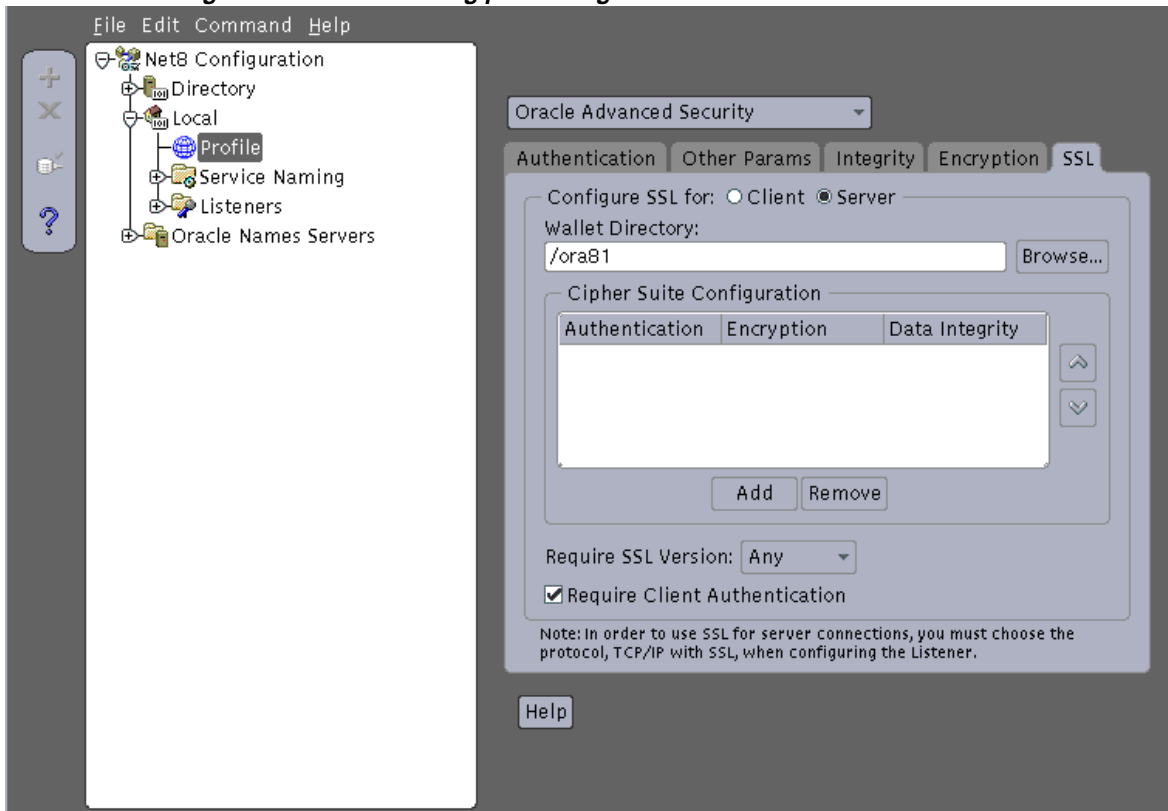 File Edit Command Help
Net8 Configuration
Directory
Local
Profile
Service Naming
Listeners
Oracle Names Servers
Oracle Advanced Security
Authentication Other Params Integrity Encryption SSL
Configure SSL for: Client Server
Wallet Directory:
/ora81 Browse...
Cipher Suite Configuration
Authentication Encryption Data Integrity
Add Remove
Require SSL Version: Any
Require Client Authentication
Note: In order to use SSL for server connections, you must choose the
protocol, TCP/IP with SSL, when configuring the Listener.
Help